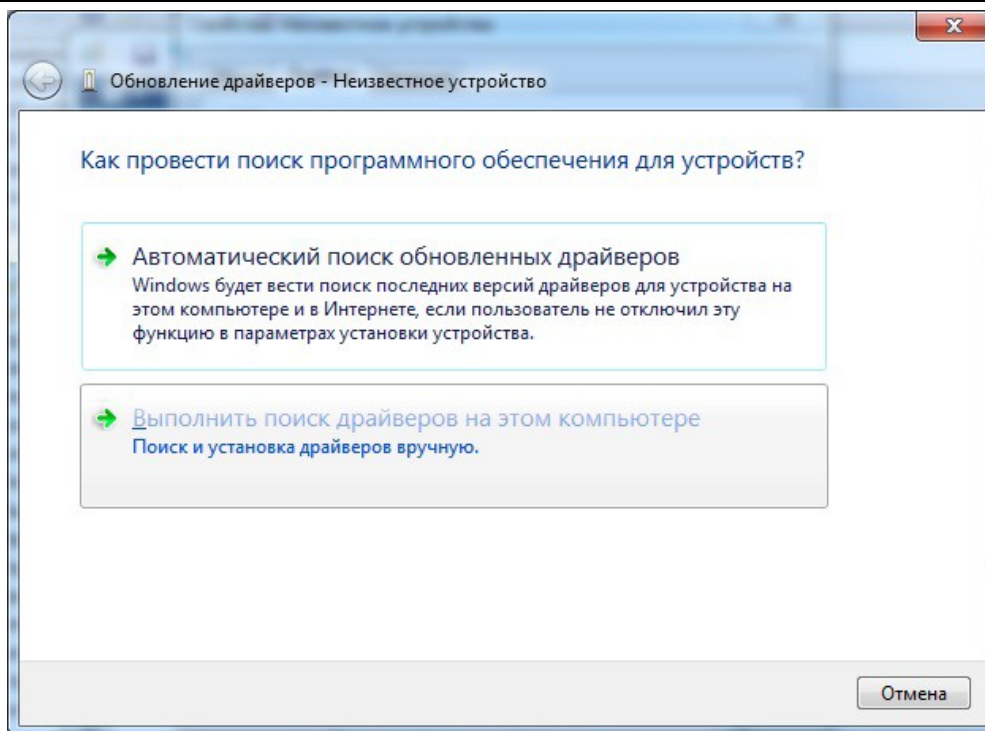 Обновление драйверов - Неизвестное устройство
Как провести поиск программного обеспечения для устройств?
Автоматический поиск обновленных драйверов
Windows будет вести поиск последних версий драйверов для устройства на
этом компьютере и в Интернете, если пользователь не отключил эту
функцию в параметрах установки устройства.
Выполнить поиск драйверов на этом компьютере
Поиск и установка драйверов вручную.
Отмена